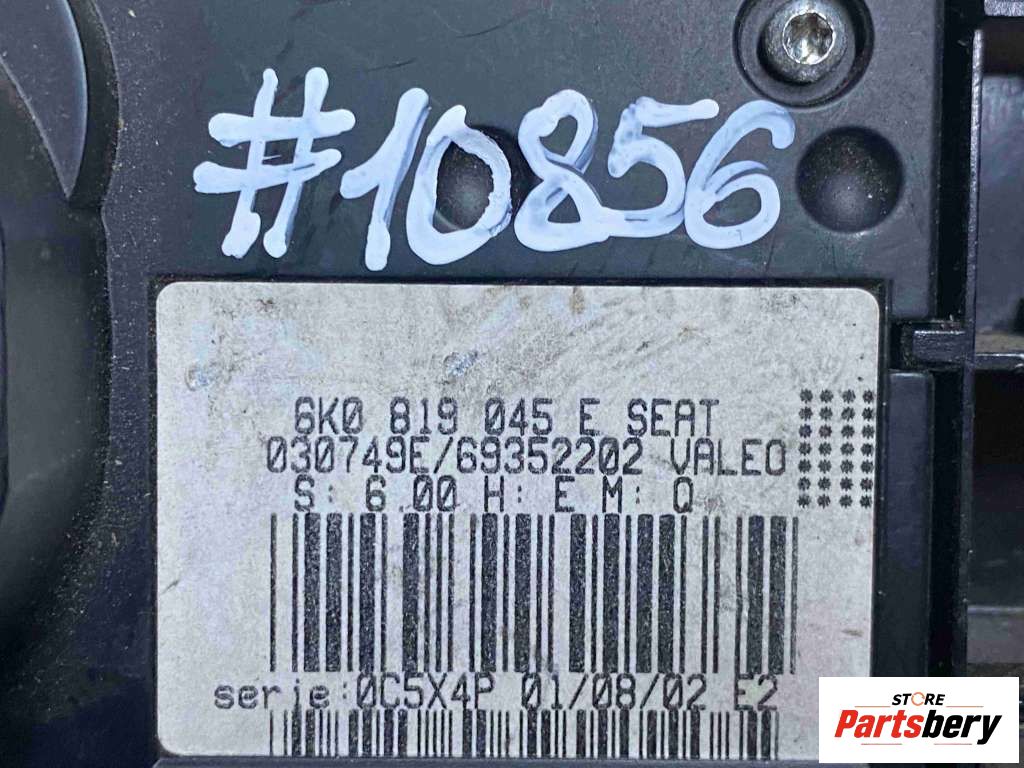 #10856
6K0 819 045 E SEAT
030749E/69352202 VALEO
S: 6.00 H: E M: Q
serie:0C5X4P 01/08/02 E2
STORE
Partsbery